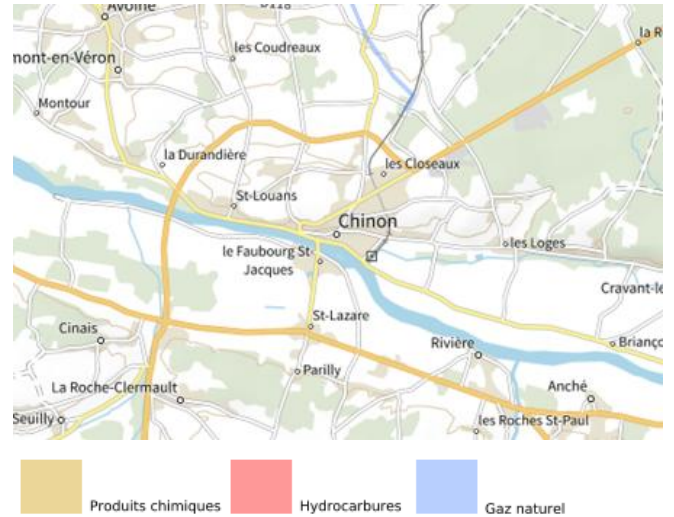 Avoine
D118
la R
les Coudreaux
mont-en-Véron
Montour
la Durandière
les Closeaux
St-Louans
Chinon
les Loges
le Faubourg St-
Jacques
Cravant-le
St-Lazare
Cinais
Rivière
Brianço
Parilly
La Roche-Clermault
Anché
Seuilly
les Roches St-Paul
Produits chimiques
Hydrocarbures
Gaz naturel